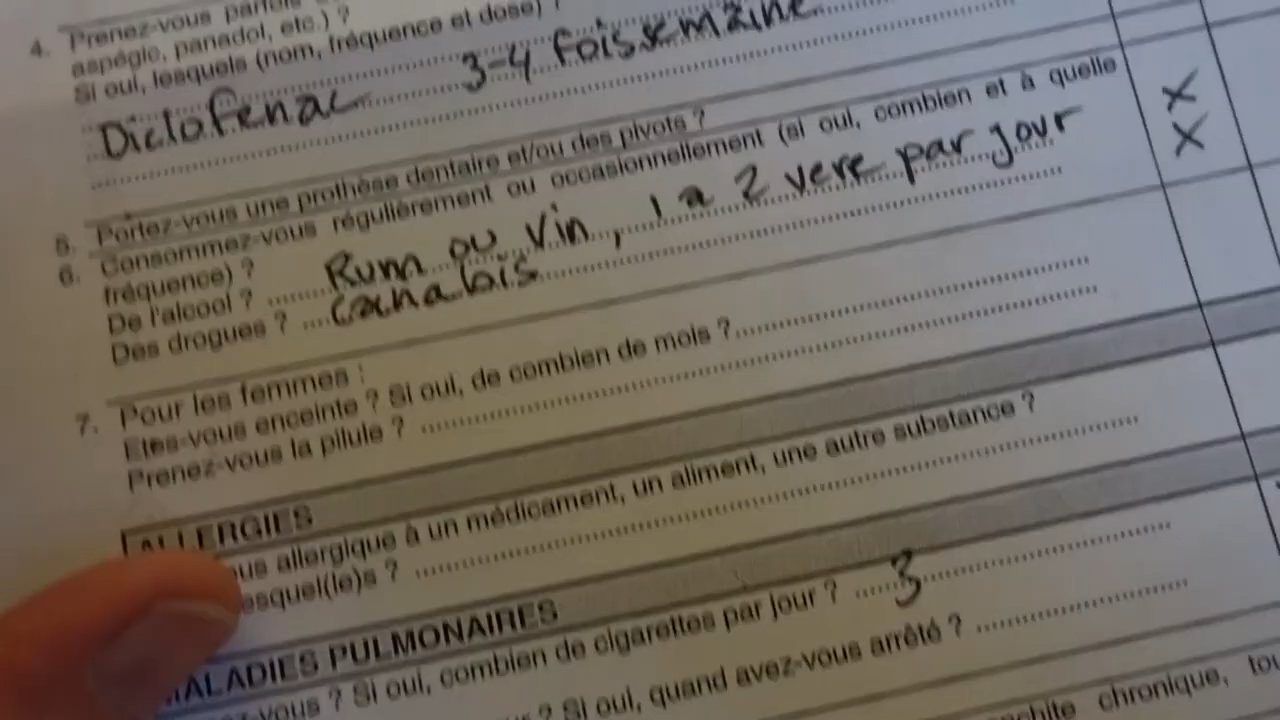 4. Prenez-vous parfois
aspégic, panadol, etc.) ?
Si oui, lesquels (nom, fréquence et dose) ?
Diclofenac 3-4 fois semaine
5. Portez-vous une prothèse dentaire et/ou des pivots ? X
6. Consommez-vous régulièrement ou occasionnellement (si oui, combien et à quelle X
fréquence) ?
De l'alcool ? Rum ou vin, 1 a 2 vere par jour
Des drogues ? canabis
7. Pour les femmes :
Etes-vous enceinte ? Si oui, de combien de mois ?
Prenez-vous la pilule ?
ALLERGIES
us allergique à un médicament, un aliment, une autre substance ?
esquel(le)s ?
MALADIES PULMONAIRES
ez-vous ? Si oui, combien de cigarettes par jour ? 3
? Si oui, quand avez-vous arrêté ?
chronique,